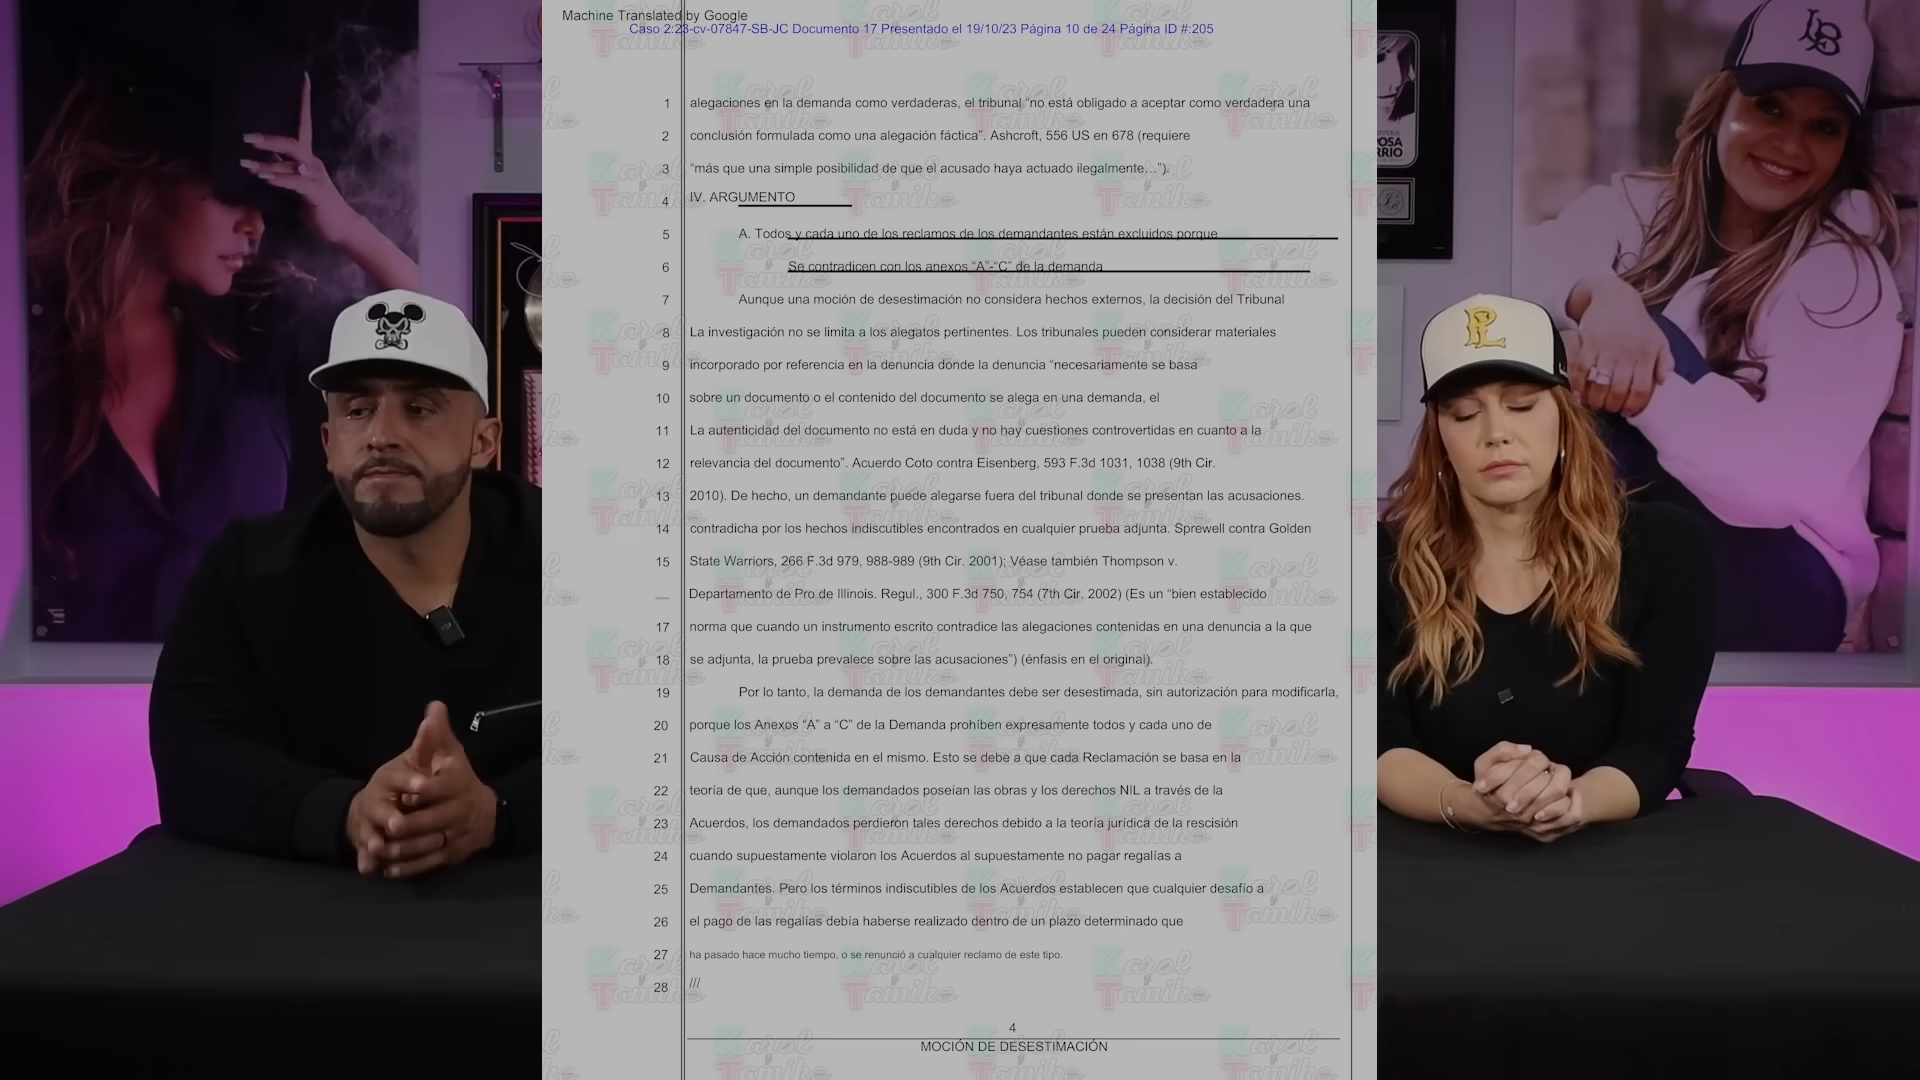 Machine Translated by Google
Caso 2:23-cv-07847-SB-JC Documento 17 Presentado el 19/10/23 Página 10 de 24 Página ID #:205
1 alegaciones en la demanda como verdaderas, el tribunal “no está obligado a aceptar como verdadera una
2 conclusión formulada como una alegación fáctica”. Ashcroft, 556 US en 678 (requiere
3 “más que una simple posibilidad de que el acusado haya actuado ilegalmente…”).
4 IV. ARGUMENTO
5 A. Todos y cada uno de los reclamos de los demandantes están excluidos porque
6 Se contradicen con los anexos “A”-“C” de la demanda
7 Aunque una moción de desestimación no considera hechos externos, la decisión del Tribunal
8 La investigación no se limita a los alegatos pertinentes. Los tribunales pueden considerar materiales
9 incorporado por referencia en la denuncia donde la denuncia “necesariamente se basa
10 sobre un documento o el contenido del documento se alega en una demanda, el
11 La autenticidad del documento no está en duda y no hay cuestiones controvertidas en cuanto a la
12 relevancia del documento”. Acuerdo Coto contra Eisenberg, 593 F.3d 1031, 1038 (9th Cir.
13 2010). De hecho, un demandante puede alegarse fuera del tribunal donde se presentan las acusaciones.
14 contradicha por los hechos indiscutibles encontrados en cualquier prueba adjunta. Sprewell contra Golden
15 State Warriors, 266 F.3d 979, 988-989 (9th Cir. 2001); Véase también Thompson v.
Departamento de Pro de Illinois. Regul., 300 F.3d 750, 754 (7th Cir. 2002) (Es un “bien establecido
17 norma que cuando un instrumento escrito contradice las alegaciones contenidas en una denuncia a la que
18 se adjunta, la prueba prevalece sobre las acusaciones”) (énfasis en el original).
19 Por lo tanto, la demanda de los demandantes debe ser desestimada, sin autorización para modificarla,
20 porque los Anexos “A” a “C” de la Demanda prohíben expresamente todos y cada uno de
21 Causa de Acción contenida en el mismo. Esto se debe a que cada Reclamación se basa en la
22 teoría de que, aunque los demandados poseían las obras y los derechos NIL a través de la
23 Acuerdos, los demandados perdieron tales derechos debido a la teoría jurídica de la rescisión
24 cuando supuestamente violaron los Acuerdos al supuestamente no pagar regalías a
25 Demandantes. Pero los términos indiscutibles de los Acuerdos establecen que cualquier desafío a
26 el pago de las regalías debía haberse realizado dentro de un plazo determinado que
27 ha pasado hace mucho tiempo, o se renunció a cualquier reclamo de este tipo.
28 ///
4
MOCIÓN DE DESESTIMACIÓN
Karol y Tamiko
LB
PL